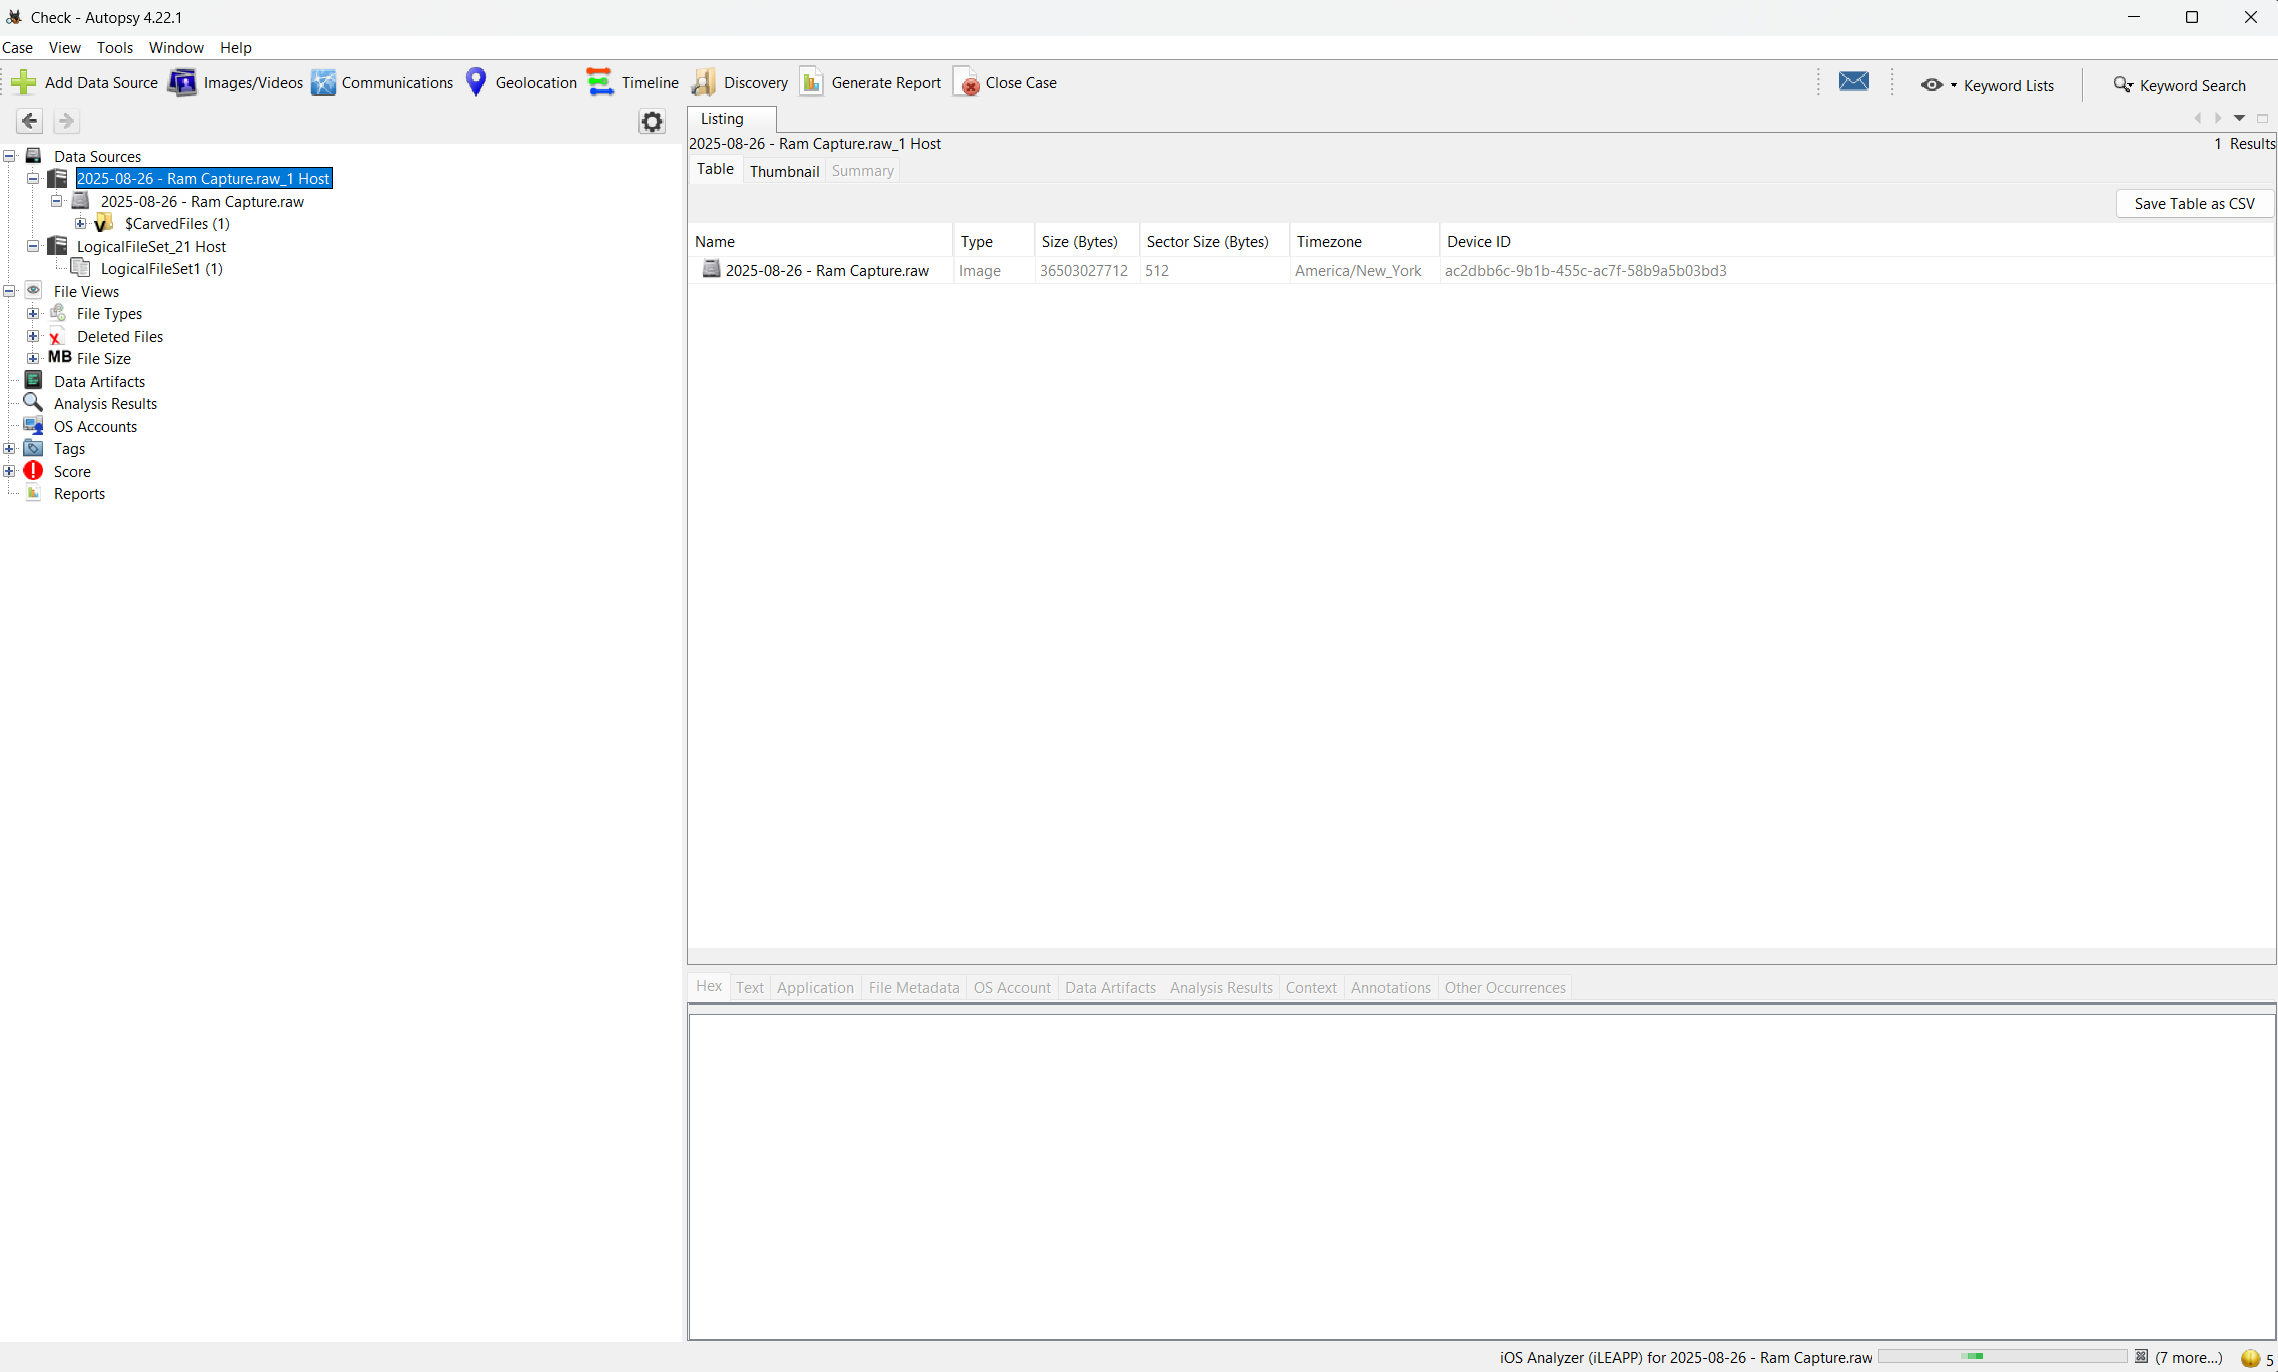 Check - Autopsy 4.22.1
Case View Tools Window Help
Add Data Source Images/Videos Communications Geolocation Timeline Discovery Generate Report Close Case Keyword Lists Keyword Search
Data Sources
2025-08-26 - Ram Capture.raw_1 Host
2025-08-26 - Ram Capture.raw
$CarvedFiles (1)
LogicalFileSet_21 Host
LogicalFileSet1 (1)
File Views
File Types
Deleted Files
MB File Size
Data Artifacts
Analysis Results
OS Accounts
Tags
Score
Reports
Listing
2025-08-26 - Ram Capture.raw_1 Host 1 Results
Table Thumbnail Summary
Save Table as CSV
Name Type Size (Bytes) Sector Size (Bytes) Timezone Device ID
2025-08-26 - Ram Capture.raw Image 36503027712 512 America/New_York ac2dbb6c-9b1b-455c-ac7f-58b9a5b03bd3
Hex Text Application File Metadata OS Account Data Artifacts Analysis Results Context Annotations Other Occurrences
iOS Analyzer (iLEAPP) for 2025-08-26 - Ram Capture.raw (7 more...) 5